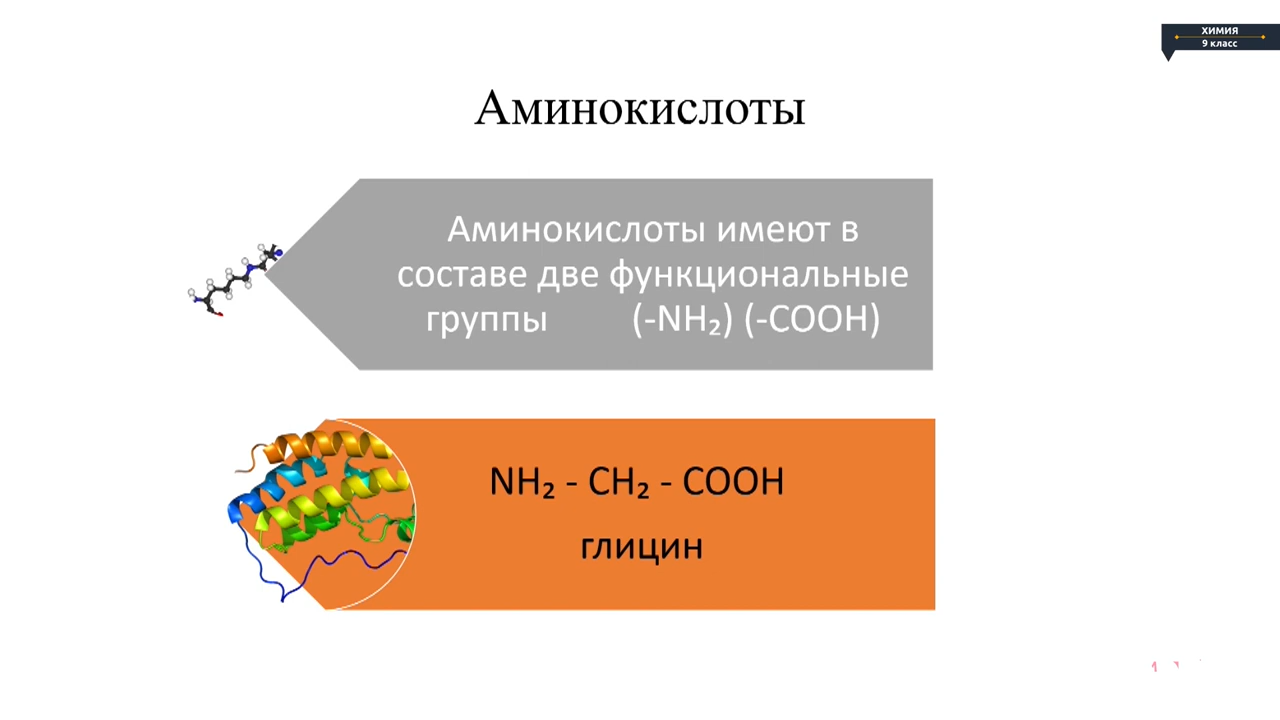 ХИМИЯ
9 класс
Аминокислоты
Аминокислоты имеют в
составе две функциональные
группы (-NH₂) (-COOH)
NH₂ - CH₂ - COOH
глицин